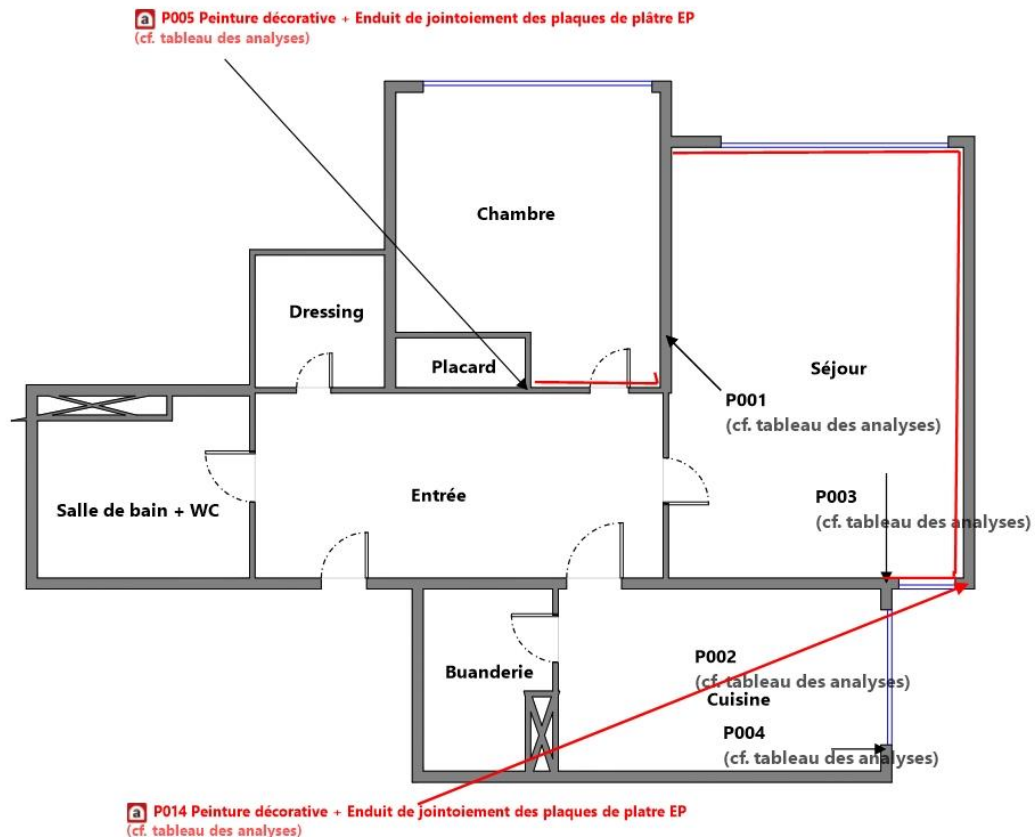 a P005 Peinture décorative + Enduit de jointoiement des plaques de plâtre EP
(cf. tableau des analyses)
Chambre
Dressing
Placard
Séjour
P001
(cf. tableau des analyses)
Entrée
P003
(cf. tableau des analyses)
Salle de bain + WC
P002
(cf. tableau des analyses)
Buanderie
Cuisine
P004
(cf. tableau des analyses)
a P014 Peinture décorative + Enduit de jointoiement des plaques de platre EP
(cf. tableau des analyses)